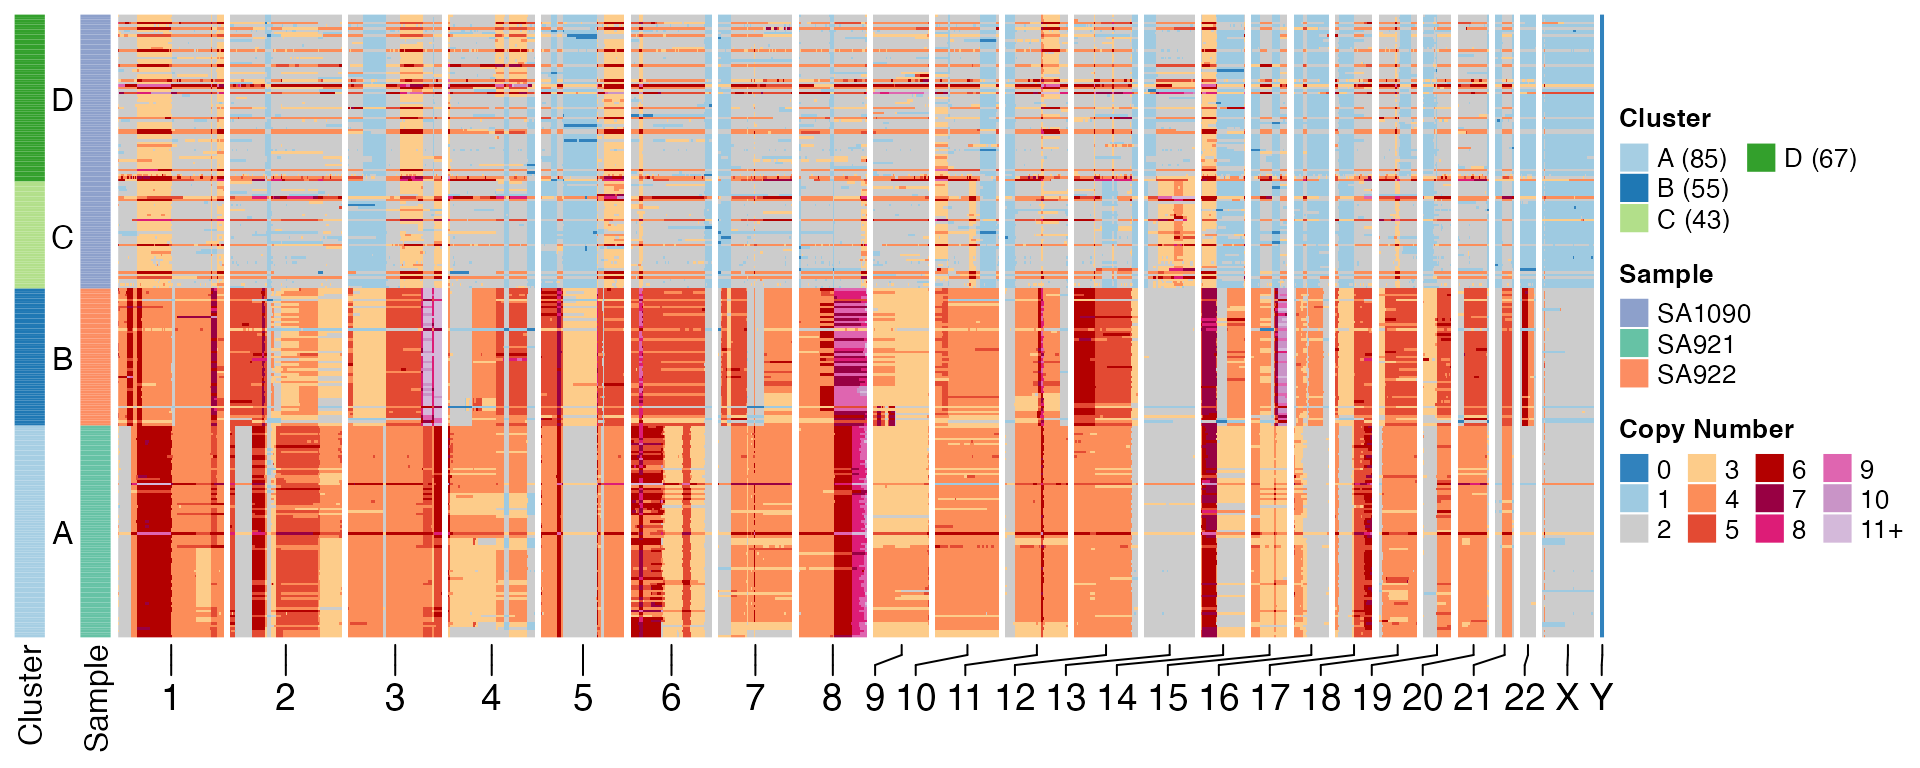 D
C
B
A
Cluster
Sample
1 2 3 4 5 6 7 8 9 10 11 12 13 14 15 16 17 18 19 20 21 22 X Y
Cluster
A (85) D (67)
B (55)
C (43)
Sample
SA1090
SA921
SA922
Copy Number
0 3 6 9
1 4 7 10
2 5 8 11+